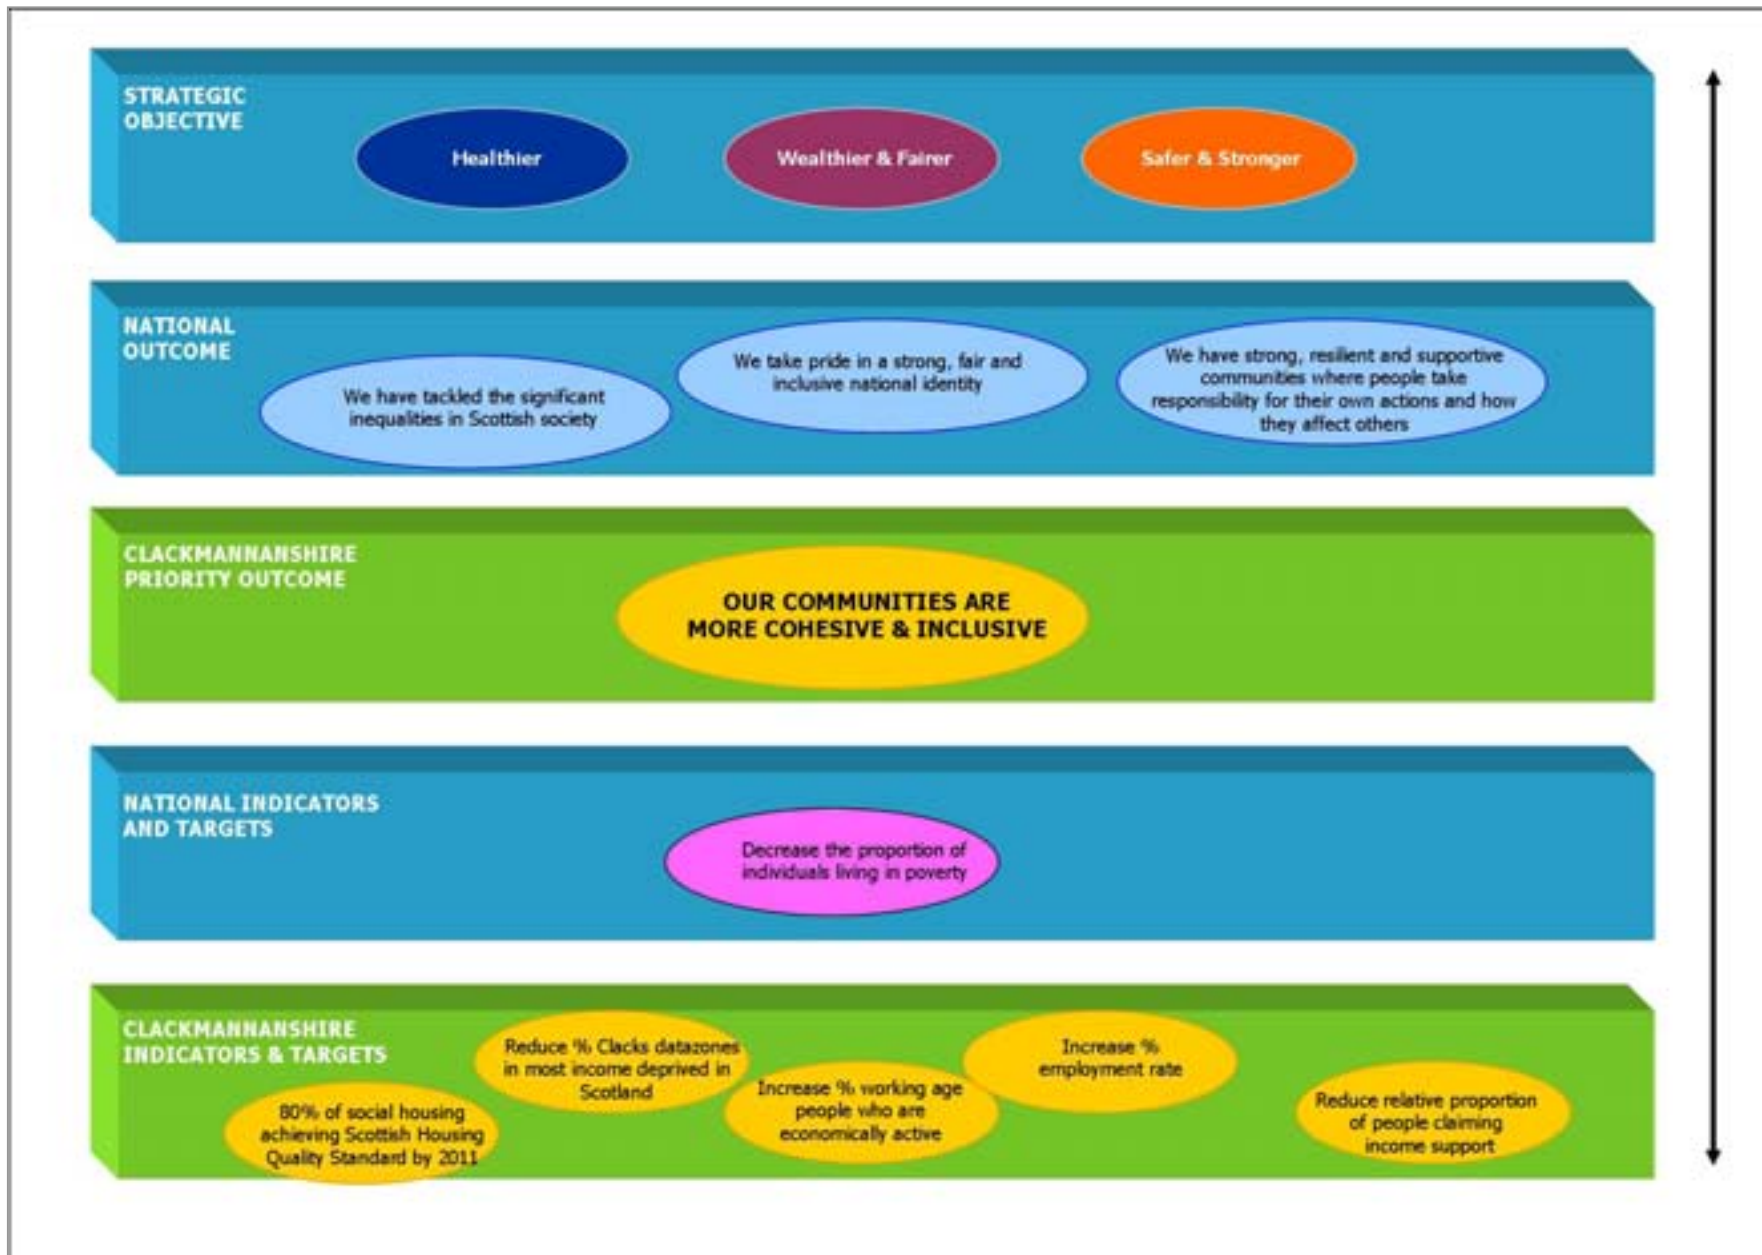 STRATEGIC
OBJECTIVE
Healthier
Wealthier & Fairer
Safer & Stronger
NATIONAL
OUTCOME
We have tackled the significant
inequalities in Scottish society
We take pride in a strong, fair and
inclusive national identity
We have strong, resilient and supportive
communities where people take
responsibility for their own actions and how
they affect others
CLACKMANNANSHIRE
PRIORITY OUTCOME
OUR COMMUNITIES ARE
MORE COHESIVE & INCLUSIVE
NATIONAL INDICATORS
AND TARGETS
Decrease the proportion of
individuals living in poverty
CLACKMANNANSHIRE
INDICATORS & TARGETS
80% of social housing
achieving Scottish Housing
Quality Standard by 2011
Reduce % Clacks datazones
in most income deprived in
Scotland
Increase % working age
people who are
economically active
Increase %
employment rate
Reduce relative proportion
of people claiming
income support